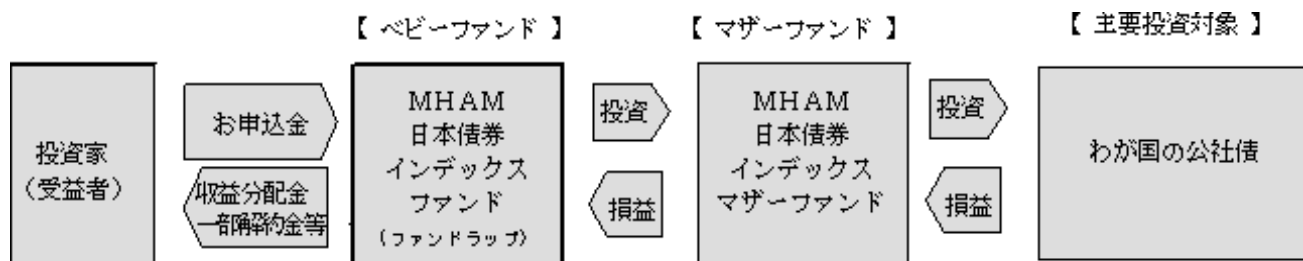 【 ベビーファンド 】
【 マザーファンド 】
【 主要投資対象 】
投資家
(受益者)
お申込金
収益分配金
一部解約金等
MHAM
日本債券
インデックス
ファンド
(ファンドラップ)
投資
損益
MHAM
日本債券
インデックス
マザーファンド
投資
損益
わが国の公社債